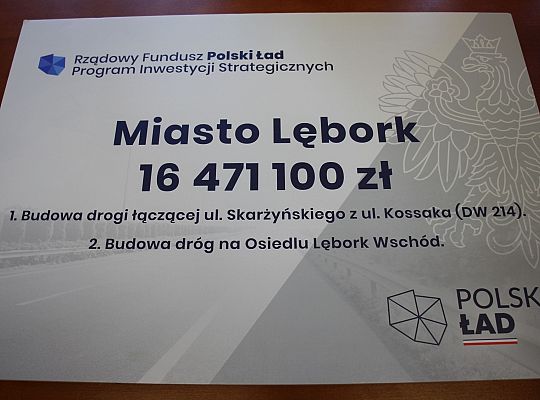 Rządowy Fundusz Polski Ład
Program Inwestycji Strategicznych
Miasto Lębork
16 471 100 zł
1. Budowa drogi łączącej ul. Skarżyńskiego z ul. Kossaka (DW 214).
2. Budowa dróg na Osiedlu Lębork Wschód.
POLSK
ŁAD